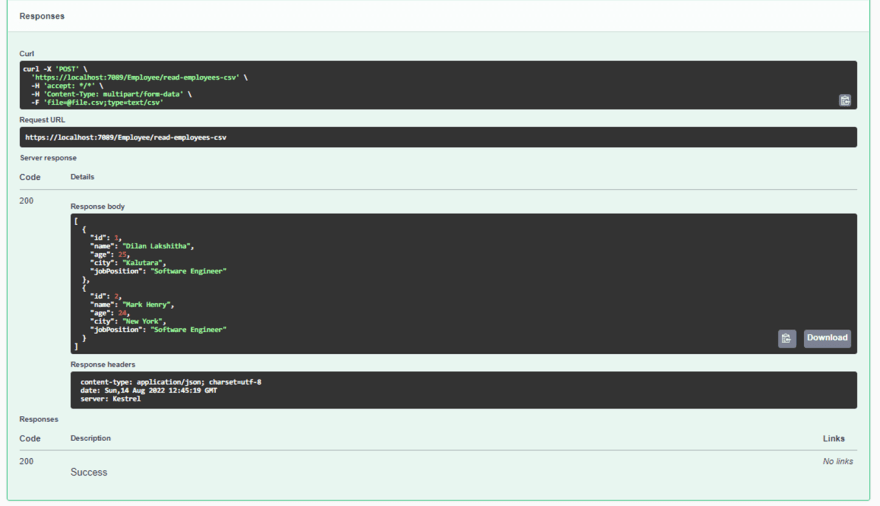 Responses
Curl
curl -X 'POST' \
  'https://localhost:7089/Employee/read-employees-csv' \
  -H 'accept: */*' \
  -H 'Content-Type: multipart/form-data' \
  -F 'file=@file.csv;type=text/csv'
Request URL
https://localhost:7089/Employee/read-employees-csv
Server response
Code Details
200
Response body
[
  {
    "id": 1,
    "name": "Dilan Lakshitha",
    "age": 25,
    "city": "Kalutara",
    "jobPosition": "Software Engineer"
  },
  {
    "id": 2,
    "name": "Mark Henry",
    "age": 24,
    "city": "New York",
    "jobPosition": "Software Engineer"
  }
]
Download
Response headers
content-type: application/json; charset=utf-8
date: Sun,14 Aug 2022 12:45:19 GMT
server: Kestrel
Responses
Code Description Links
200 No links
Success